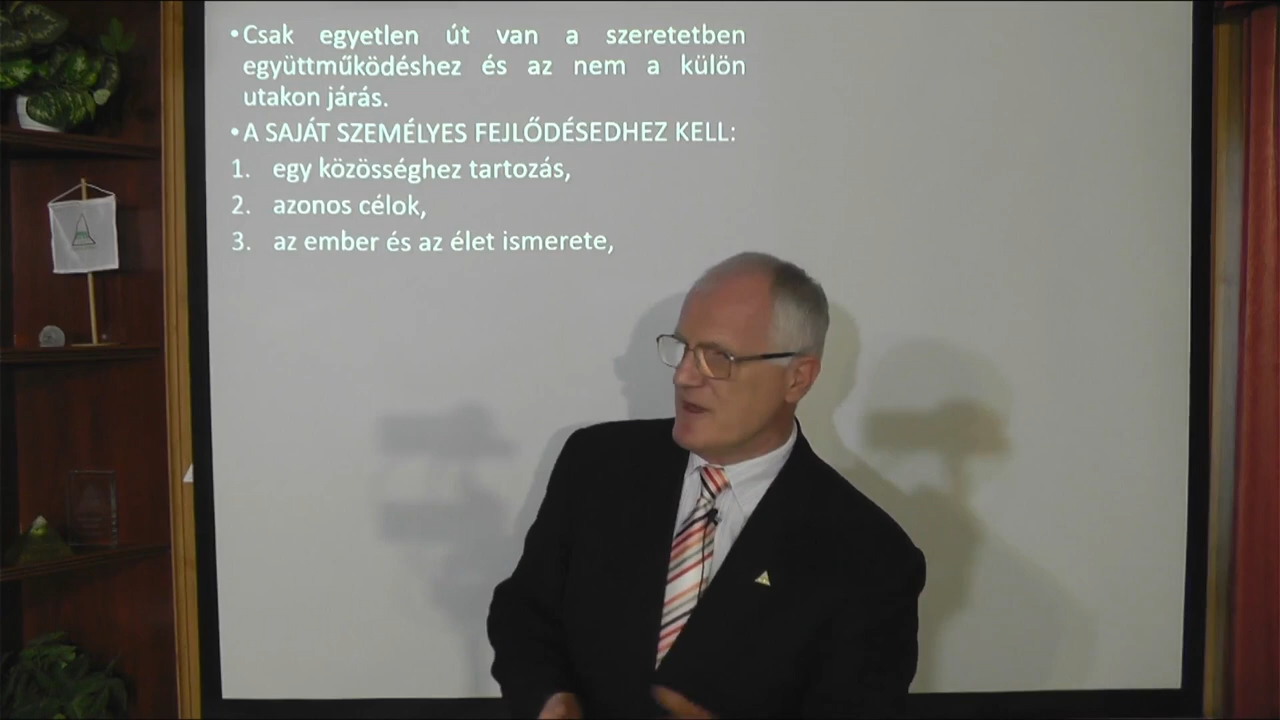 •Csak egyetlen út van a szeretetben
együttműködéshez és az nem a külön
utakon járás.
•A SAJÁT SZEMÉLYES FEJLŐDÉSEDHEZ KELL:
1. egy közösséghez tartozás,
2. azonos célok,
3. az ember és az élet ismerete,